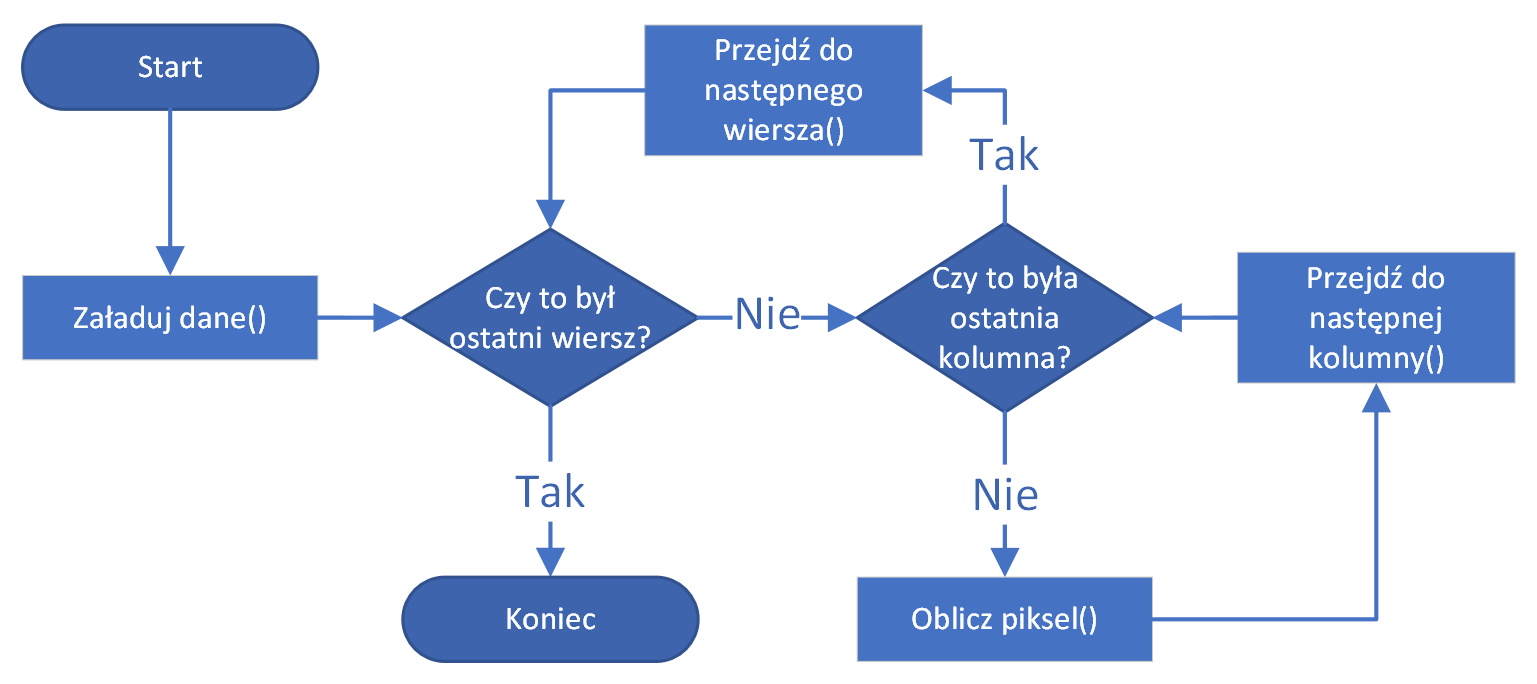 Start
Załaduj dane()
Czy to był
ostatni wiersz?
Tak
Koniec
Nie
Czy to była
ostatnia
kolumna?
Tak
Przejdź do
następnego
wiersza()
Nie
Oblicz piksel()
Przejdź do
następnej
kolumny()